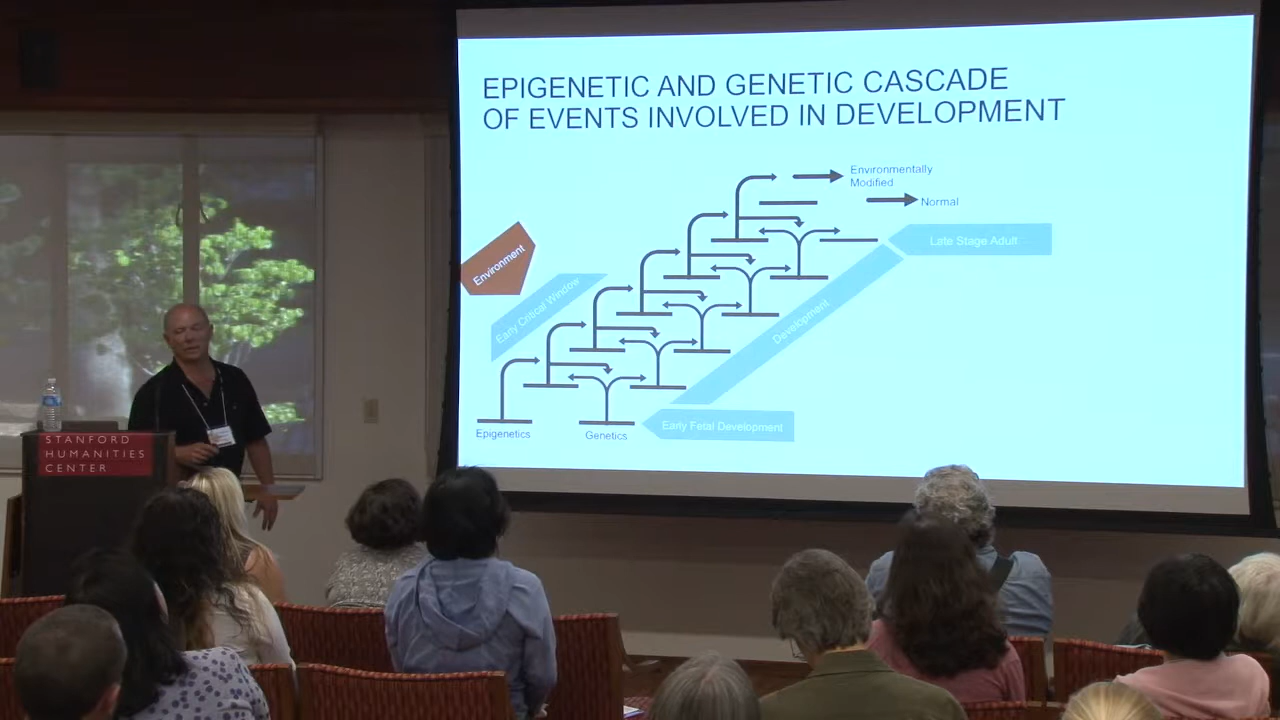 EPIGENETIC AND GENETIC CASCADE
OF EVENTS INVOLVED IN DEVELOPMENT
Environmentally
Modified
Normal
Late Stage Adult
Environment
Early Critical Window
Development
Early Fetal Development
Epigenetics
Genetics
STANFORD
HUMANITIES
CENTER